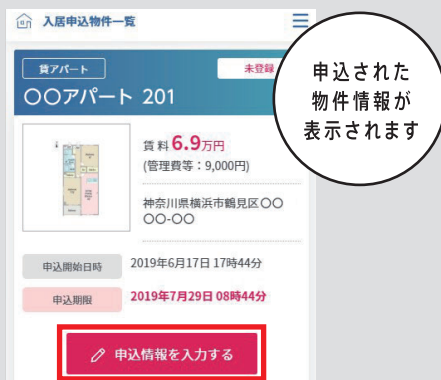 入居申込物件一覧
貸アパート
未登録
〇〇アパート 201
賃料6.9万円
(管理費等：9,000円)
神奈川県横浜市鶴見区〇〇
〇〇-〇〇
申込開始日時 2019年6月17日 17時44分
申込期限 2019年7月29日 08時44分
申込情報を入力する
申込された
物件情報が
表示されます